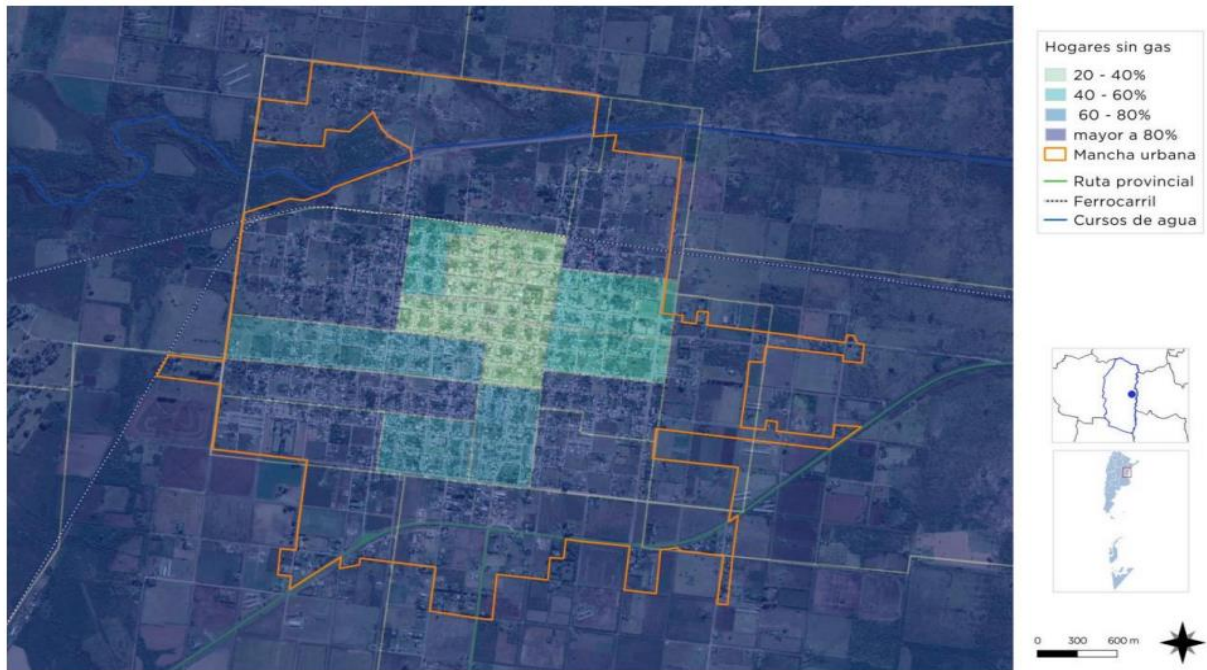 Hogares sin gas
20 - 40%
40 - 60%
60 - 80%
mayor a 80%
Mancha urbana
Ruta provincial
Ferrocarril
Cursos de agua
0 300 600 m